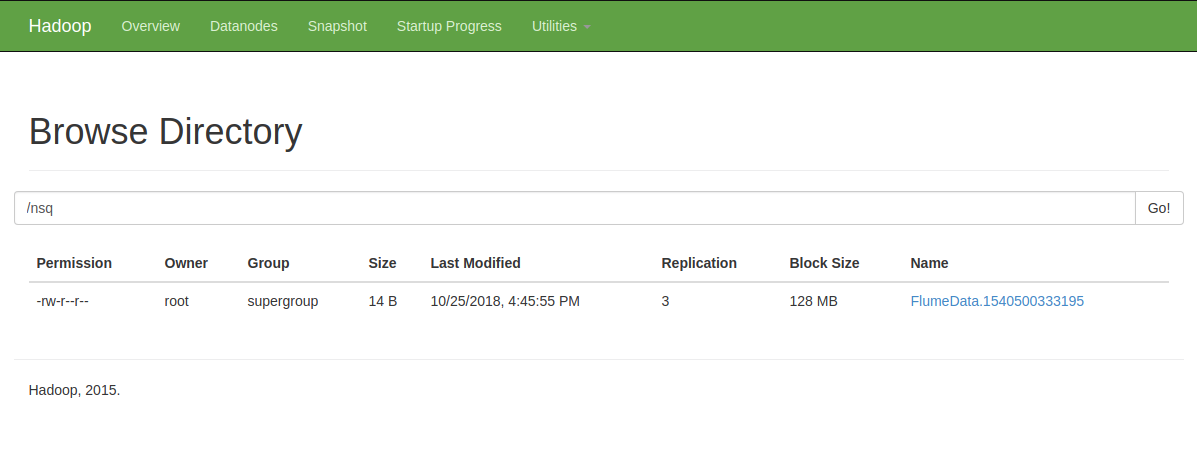 Hadoop Overview Datanodes Snapshot Startup Progress Utilities
Browse Directory
/nsq Go!
Permission Owner Group Size Last Modified Replication Block Size Name
-rw-r--r-- root supergroup 14 B 10/25/2018, 4:45:55 PM 3 128 MB FlumeData.1540500333195
Hadoop, 2015.